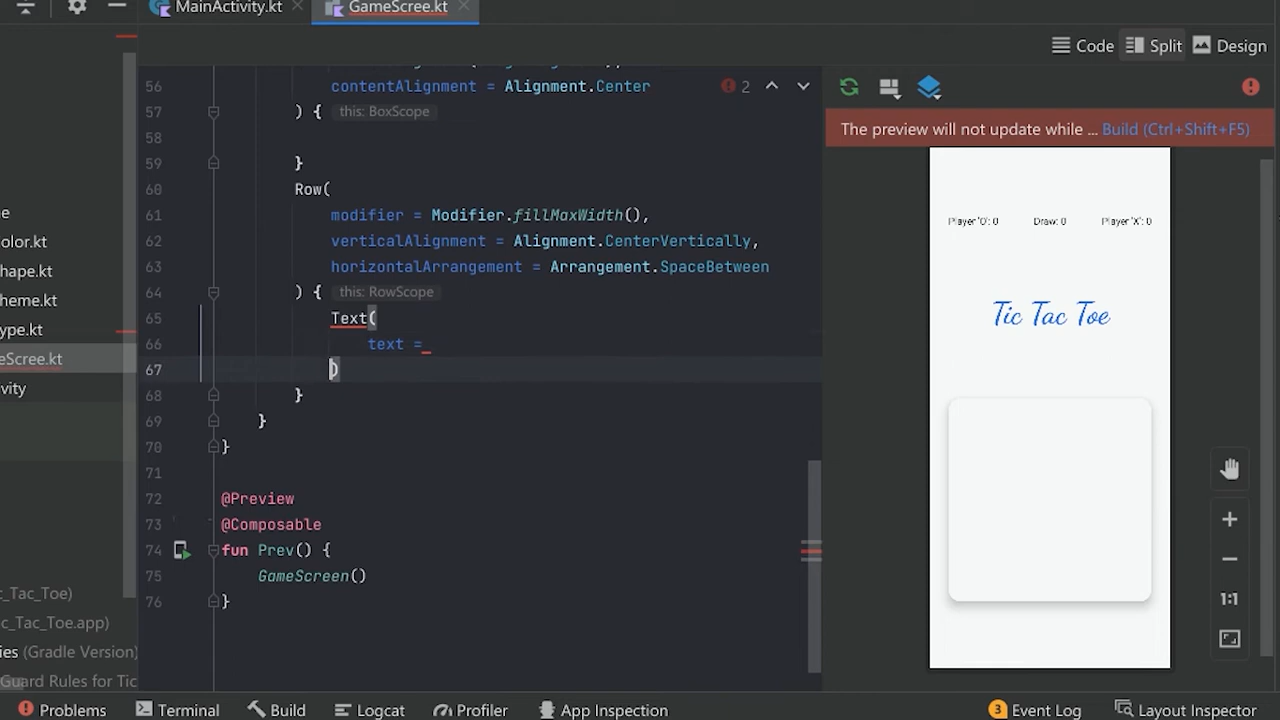 MainActivity.kt
GameScree.kt
Code
Split
Design
56 contentAlignment = Alignment.Center
2
57 ) { this: BoxScope
58
59 }
60 Row(
61 modifier = Modifier.fillMaxWidth(),
62 verticalAlignment = Alignment.CenterVertically,
63 horizontalArrangement = Arrangement.SpaceBetween
64 ) { this: RowScope
65 Text(
66 text =
67 )
68 }
69 }
70 }
71
72 @Preview
73 @Composable
74 fun Prev() {
75 GameScreen()
76 }
e
olor.kt
hape.kt
heme.kt
ype.kt
eScree.kt
ivity
c_Tac_Toe)
c_Tac_Toe.app)
ies (Gradle Version)
Guard Rules for Tic
The preview will not update while ... Build (Ctrl+Shift+F5)
Player 'O': 0 Draw: 0 Player 'X': 0
Tic Tac Toe
1:1
Problems
Terminal
Build
Logcat
Profiler
App Inspection
3 Event Log
Layout Inspector